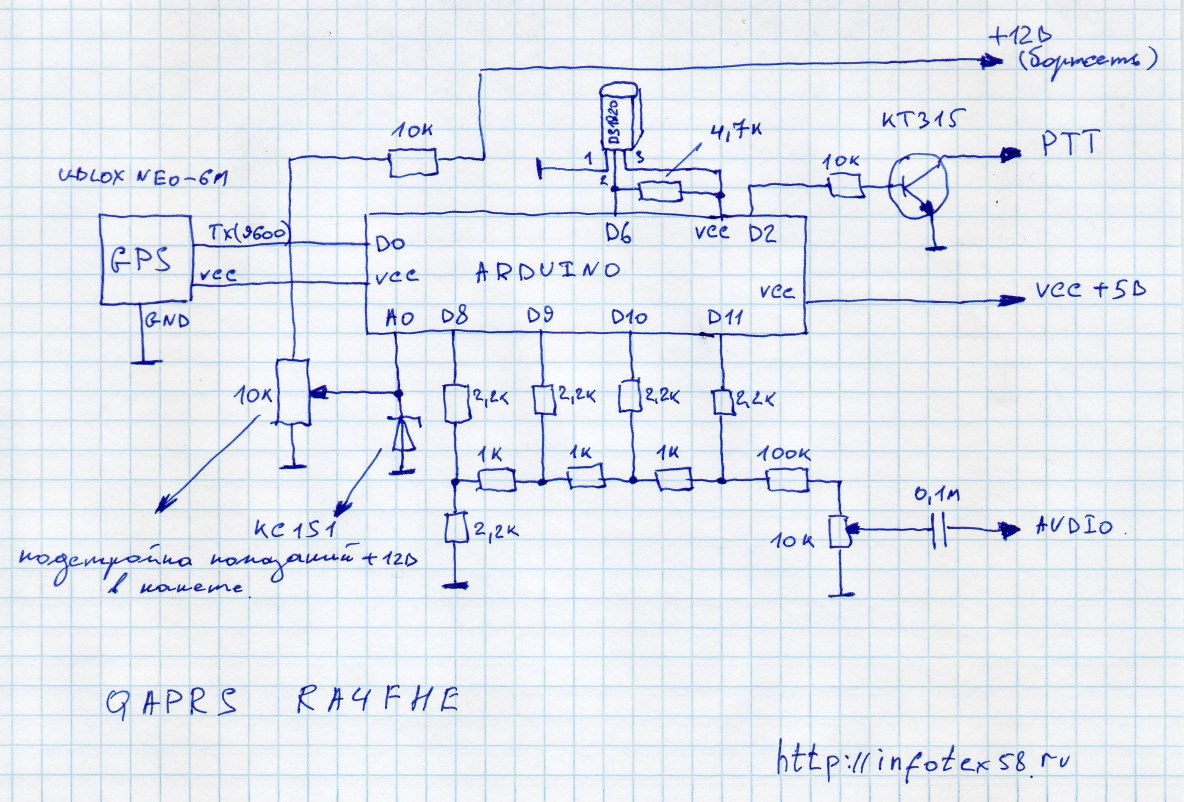 +12В
(бортсеть)
10к
DS1820
4,7к
КТ315
PTT
1
3
2
10к
UBLOX NEO-6M
GPS
Tx(9600)
VCC
GND
D0
VCC
A0
D8
D9
D10
D11
D6
VCC
D2
ARDUINO
VCC
VCC +5В
10к
2,2к
2,2к
2,2к
2,2к
1к
1к
1к
100к
2,2к
10к
0,1м
AUDIO
КС151
подстройка показаний +12В
в пакете.
QAPRS RA4FHE
http://infotex58.ru